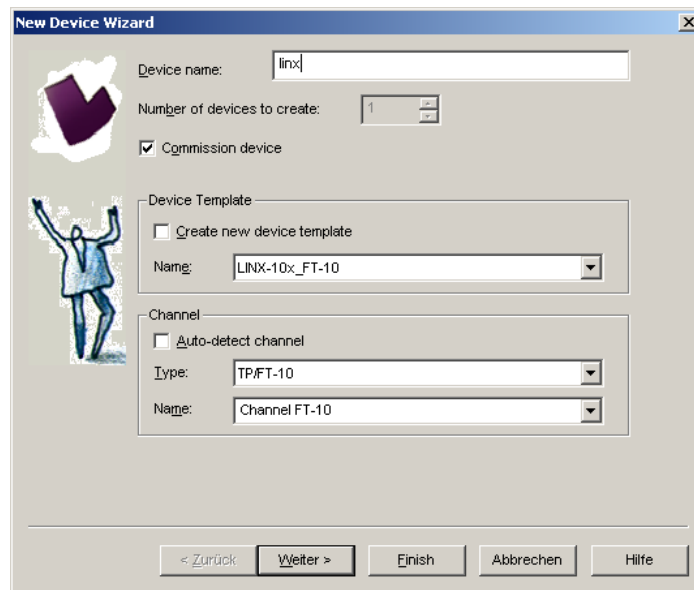 New Device Wizard
Device name: linx
Number of devices to create: 1
Commission device
Device Template
Create new device template
Name: LINX-10x_FT-10
Channel
Auto-detect channel
Type: TP/FT-10
Name: Channel FT-10
< Zurück Weiter > Finish Abbrechen Hilfe